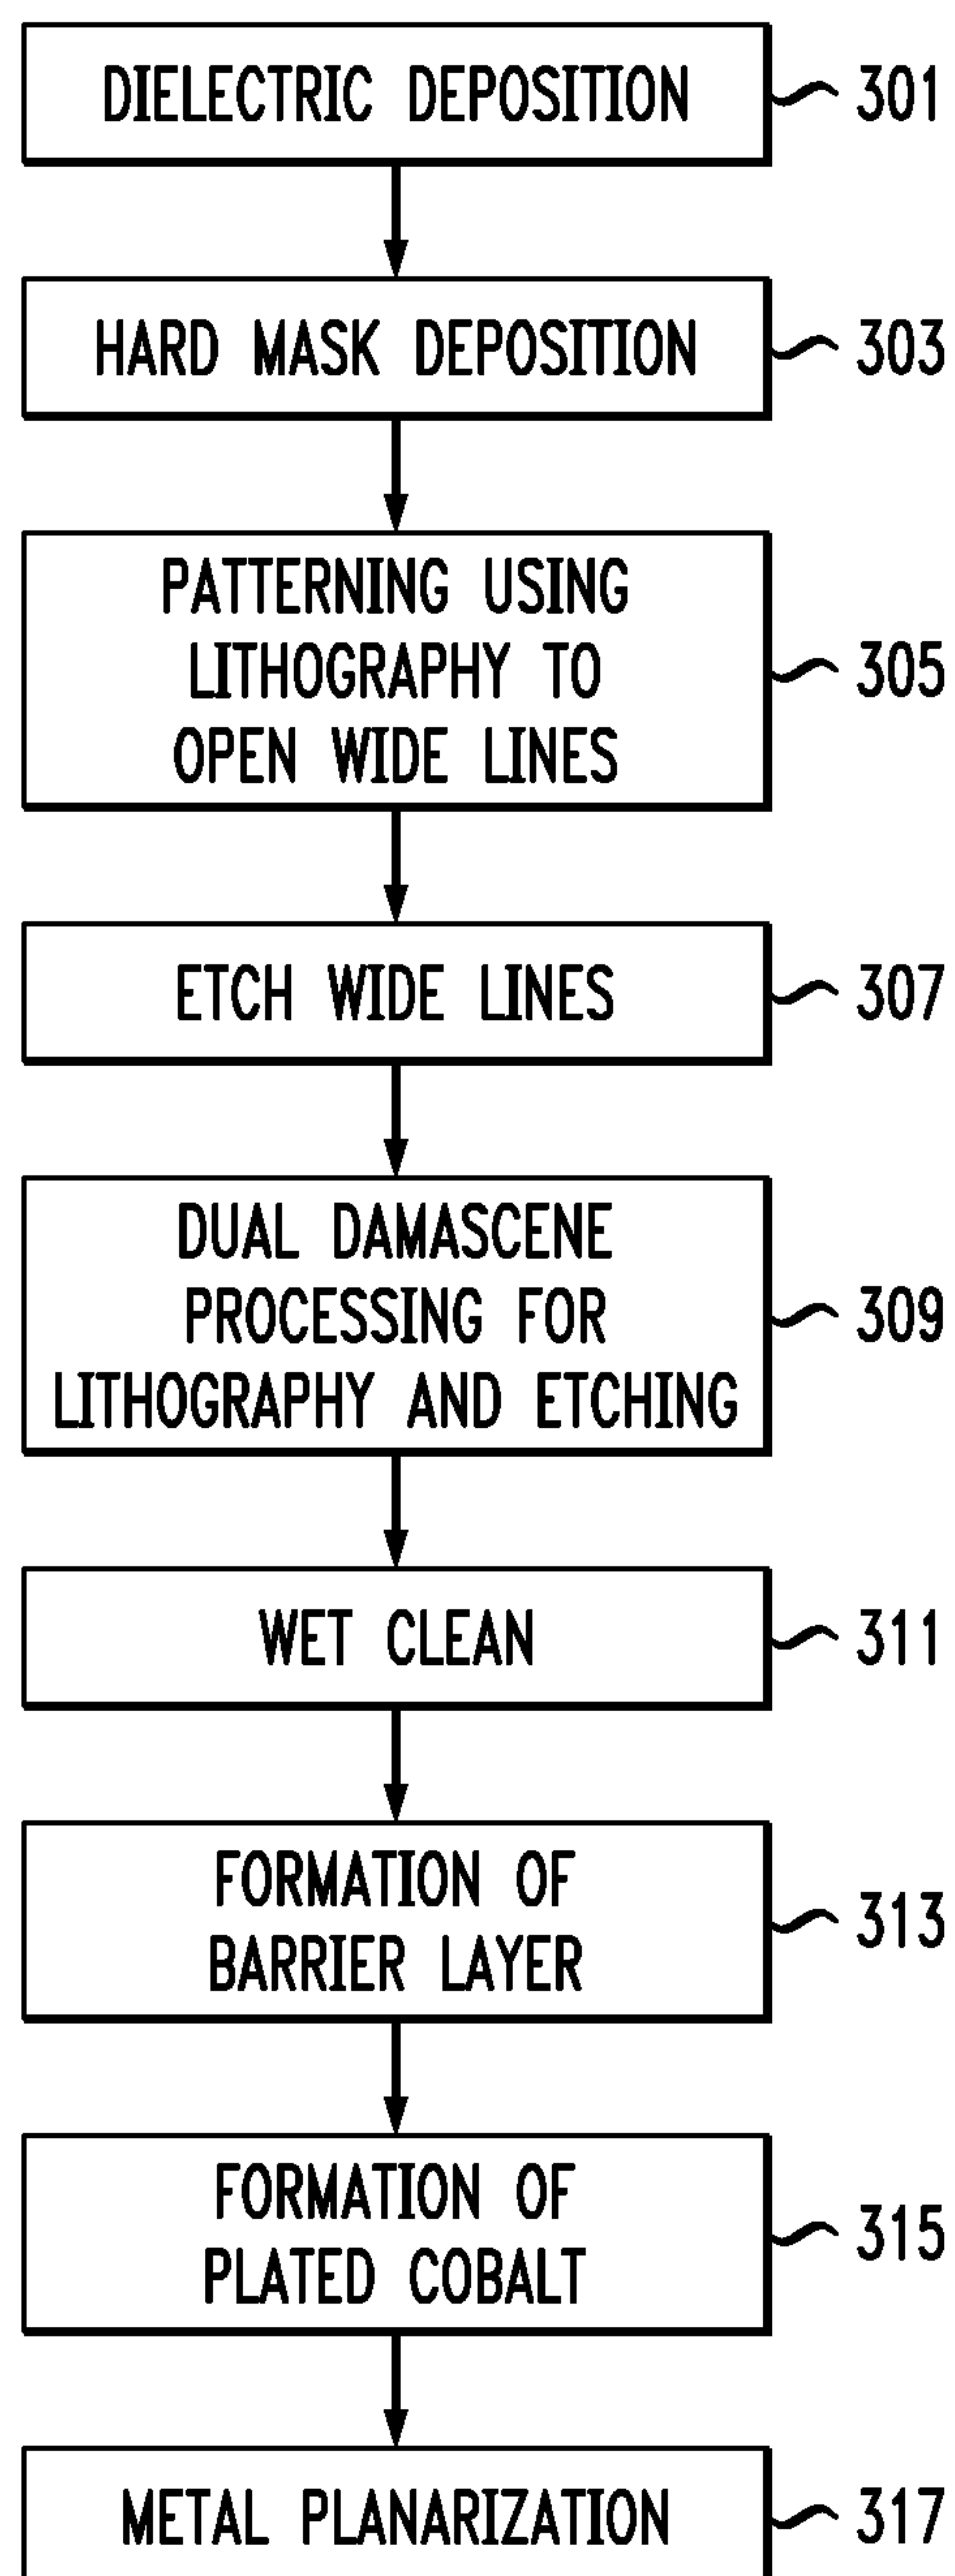 DIELECTRIC DEPOSITION 301
HARD MASK DEPOSITION 303
PATTERNING USING
LITHOGRAPHY TO 305
OPEN WIDE LINES
ETCH WIDE LINES 307
DUAL DAMASCENE
PROCESSING FOR 309
LITHOGRAPHY AND ETCHING
WET CLEAN 311
FORMATION OF
BARRIER LAYER
313
FORMATION OF
PLATED COBALT
315
METAL PLANARIZATION 317